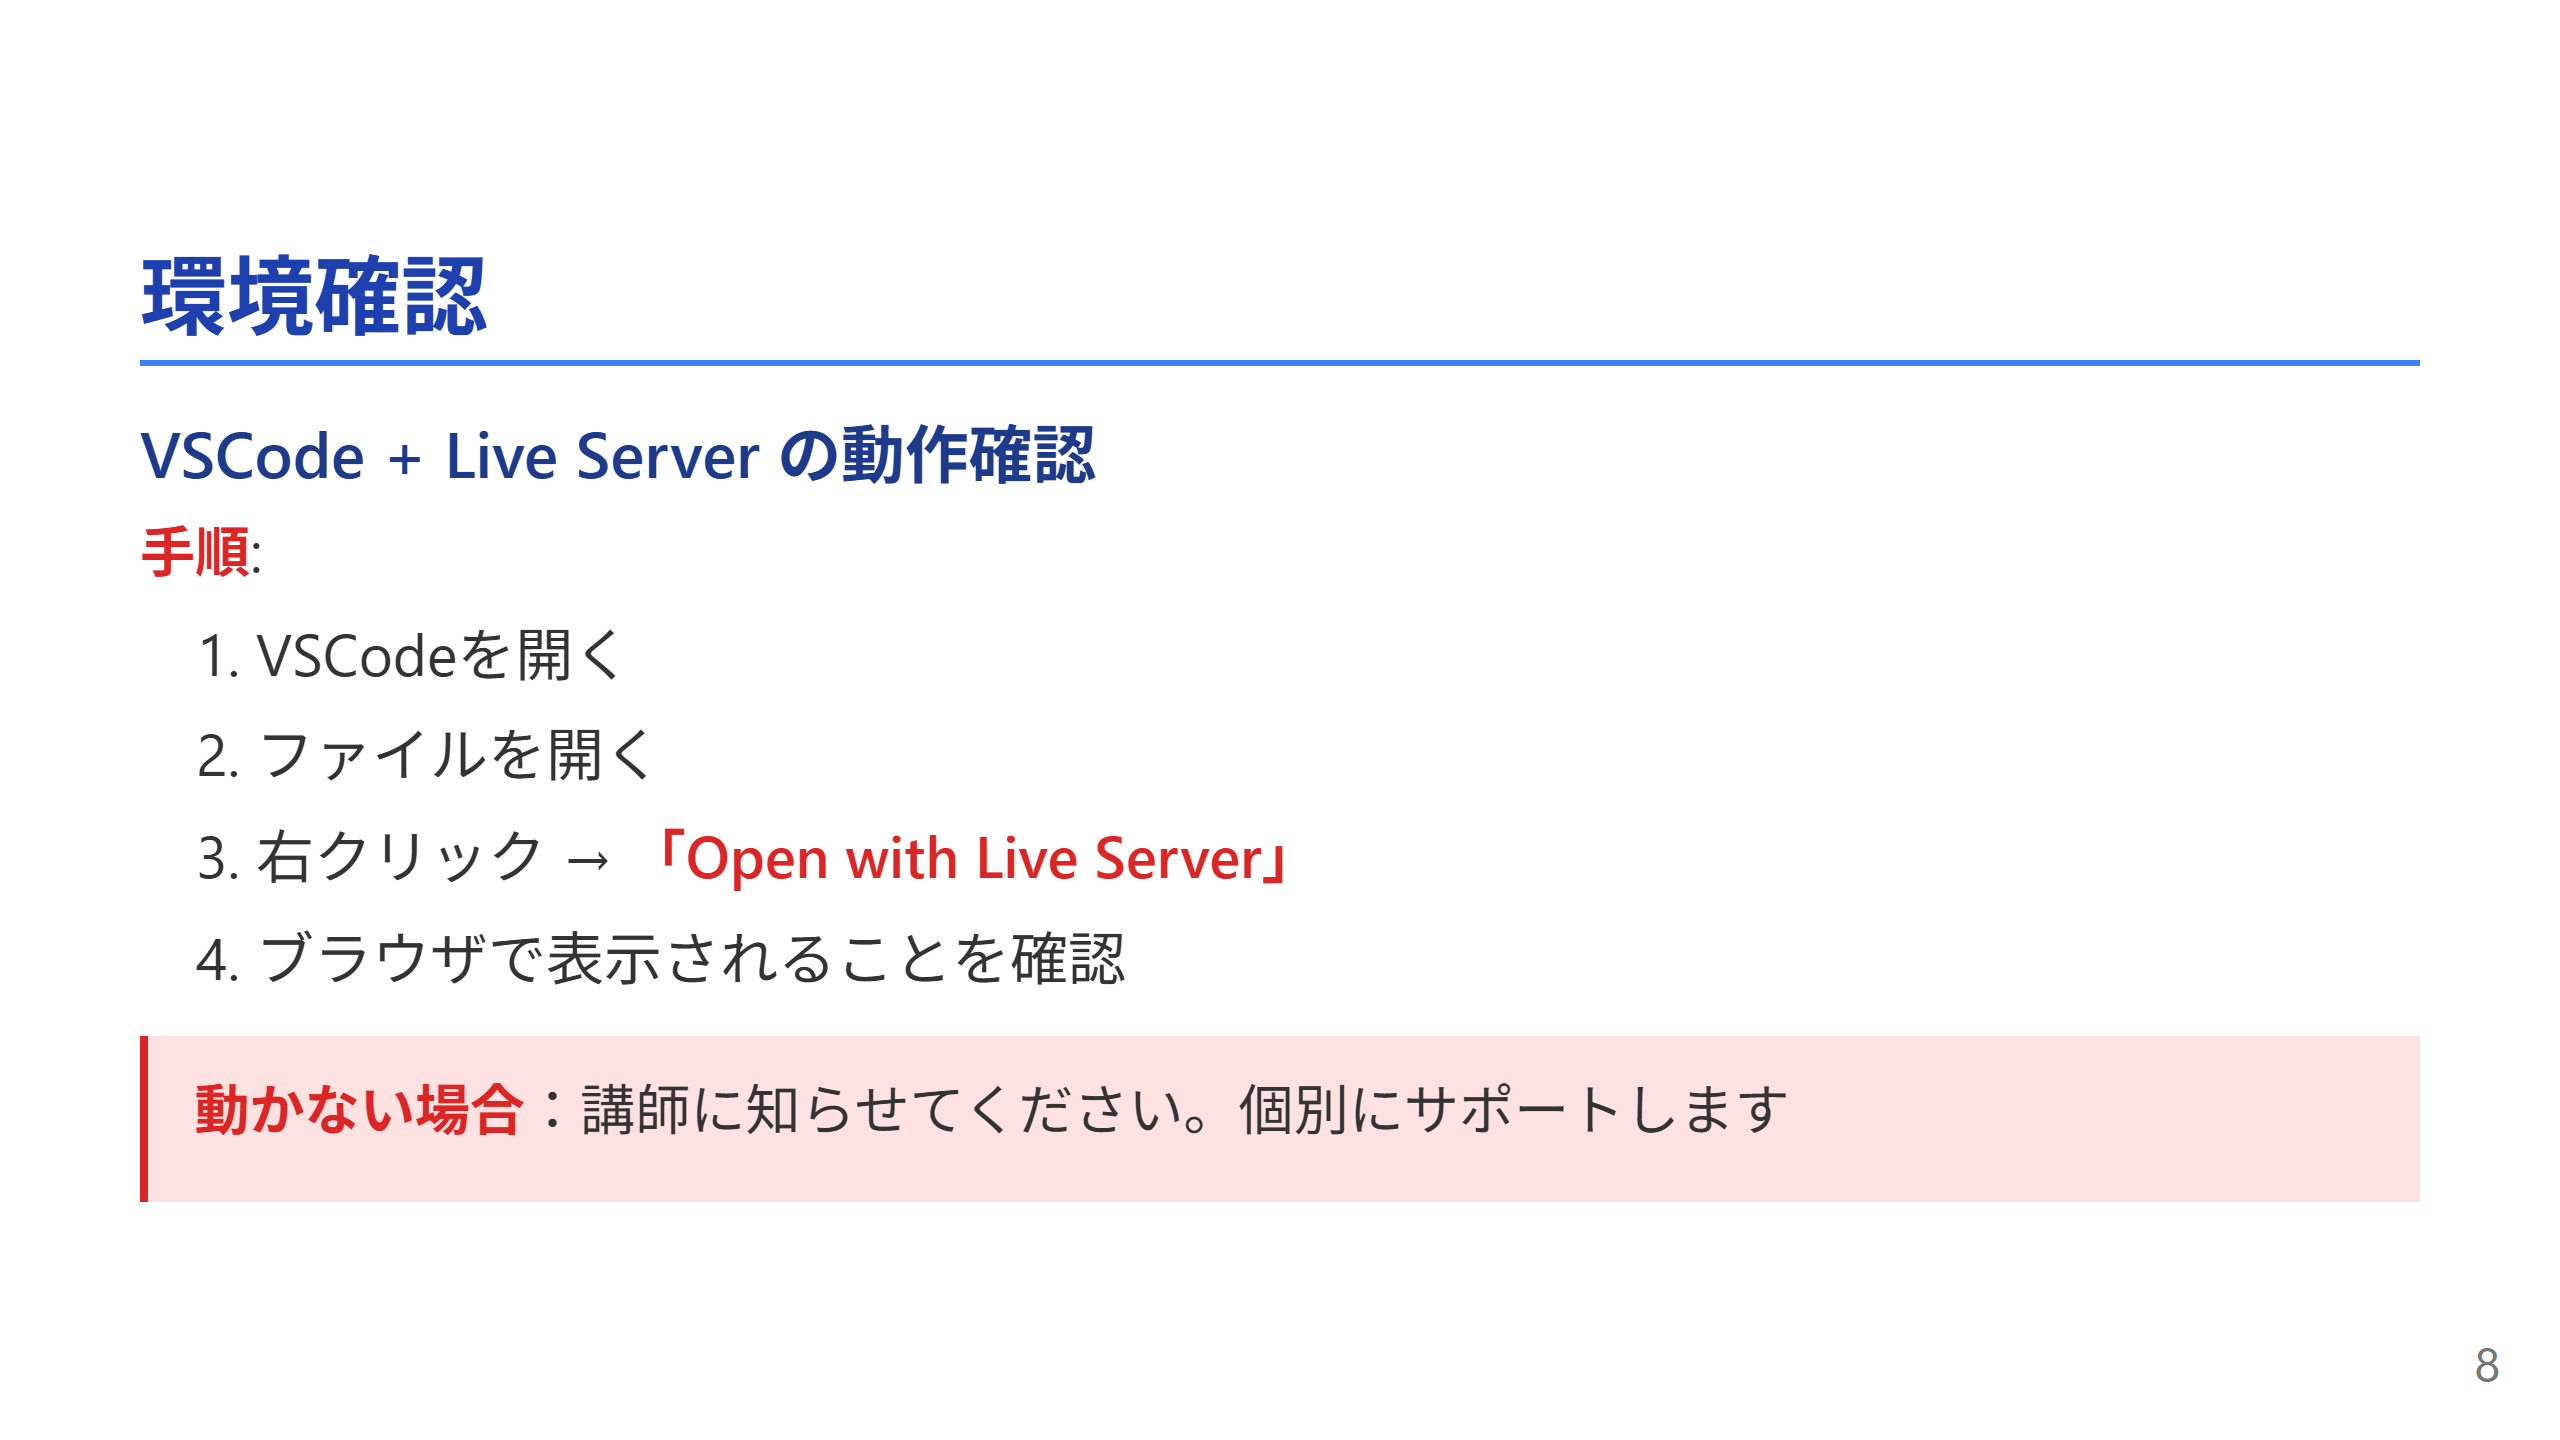 環境確認
VSCode + Live Server の動作確認
手順:
1. VSCodeを開く
2. ファイルを開く
3. 右クリック → 「Open with Live Server」
4. ブラウザで表示されることを確認
動かない場合：講師に知らせてください。個別にサポートします
8